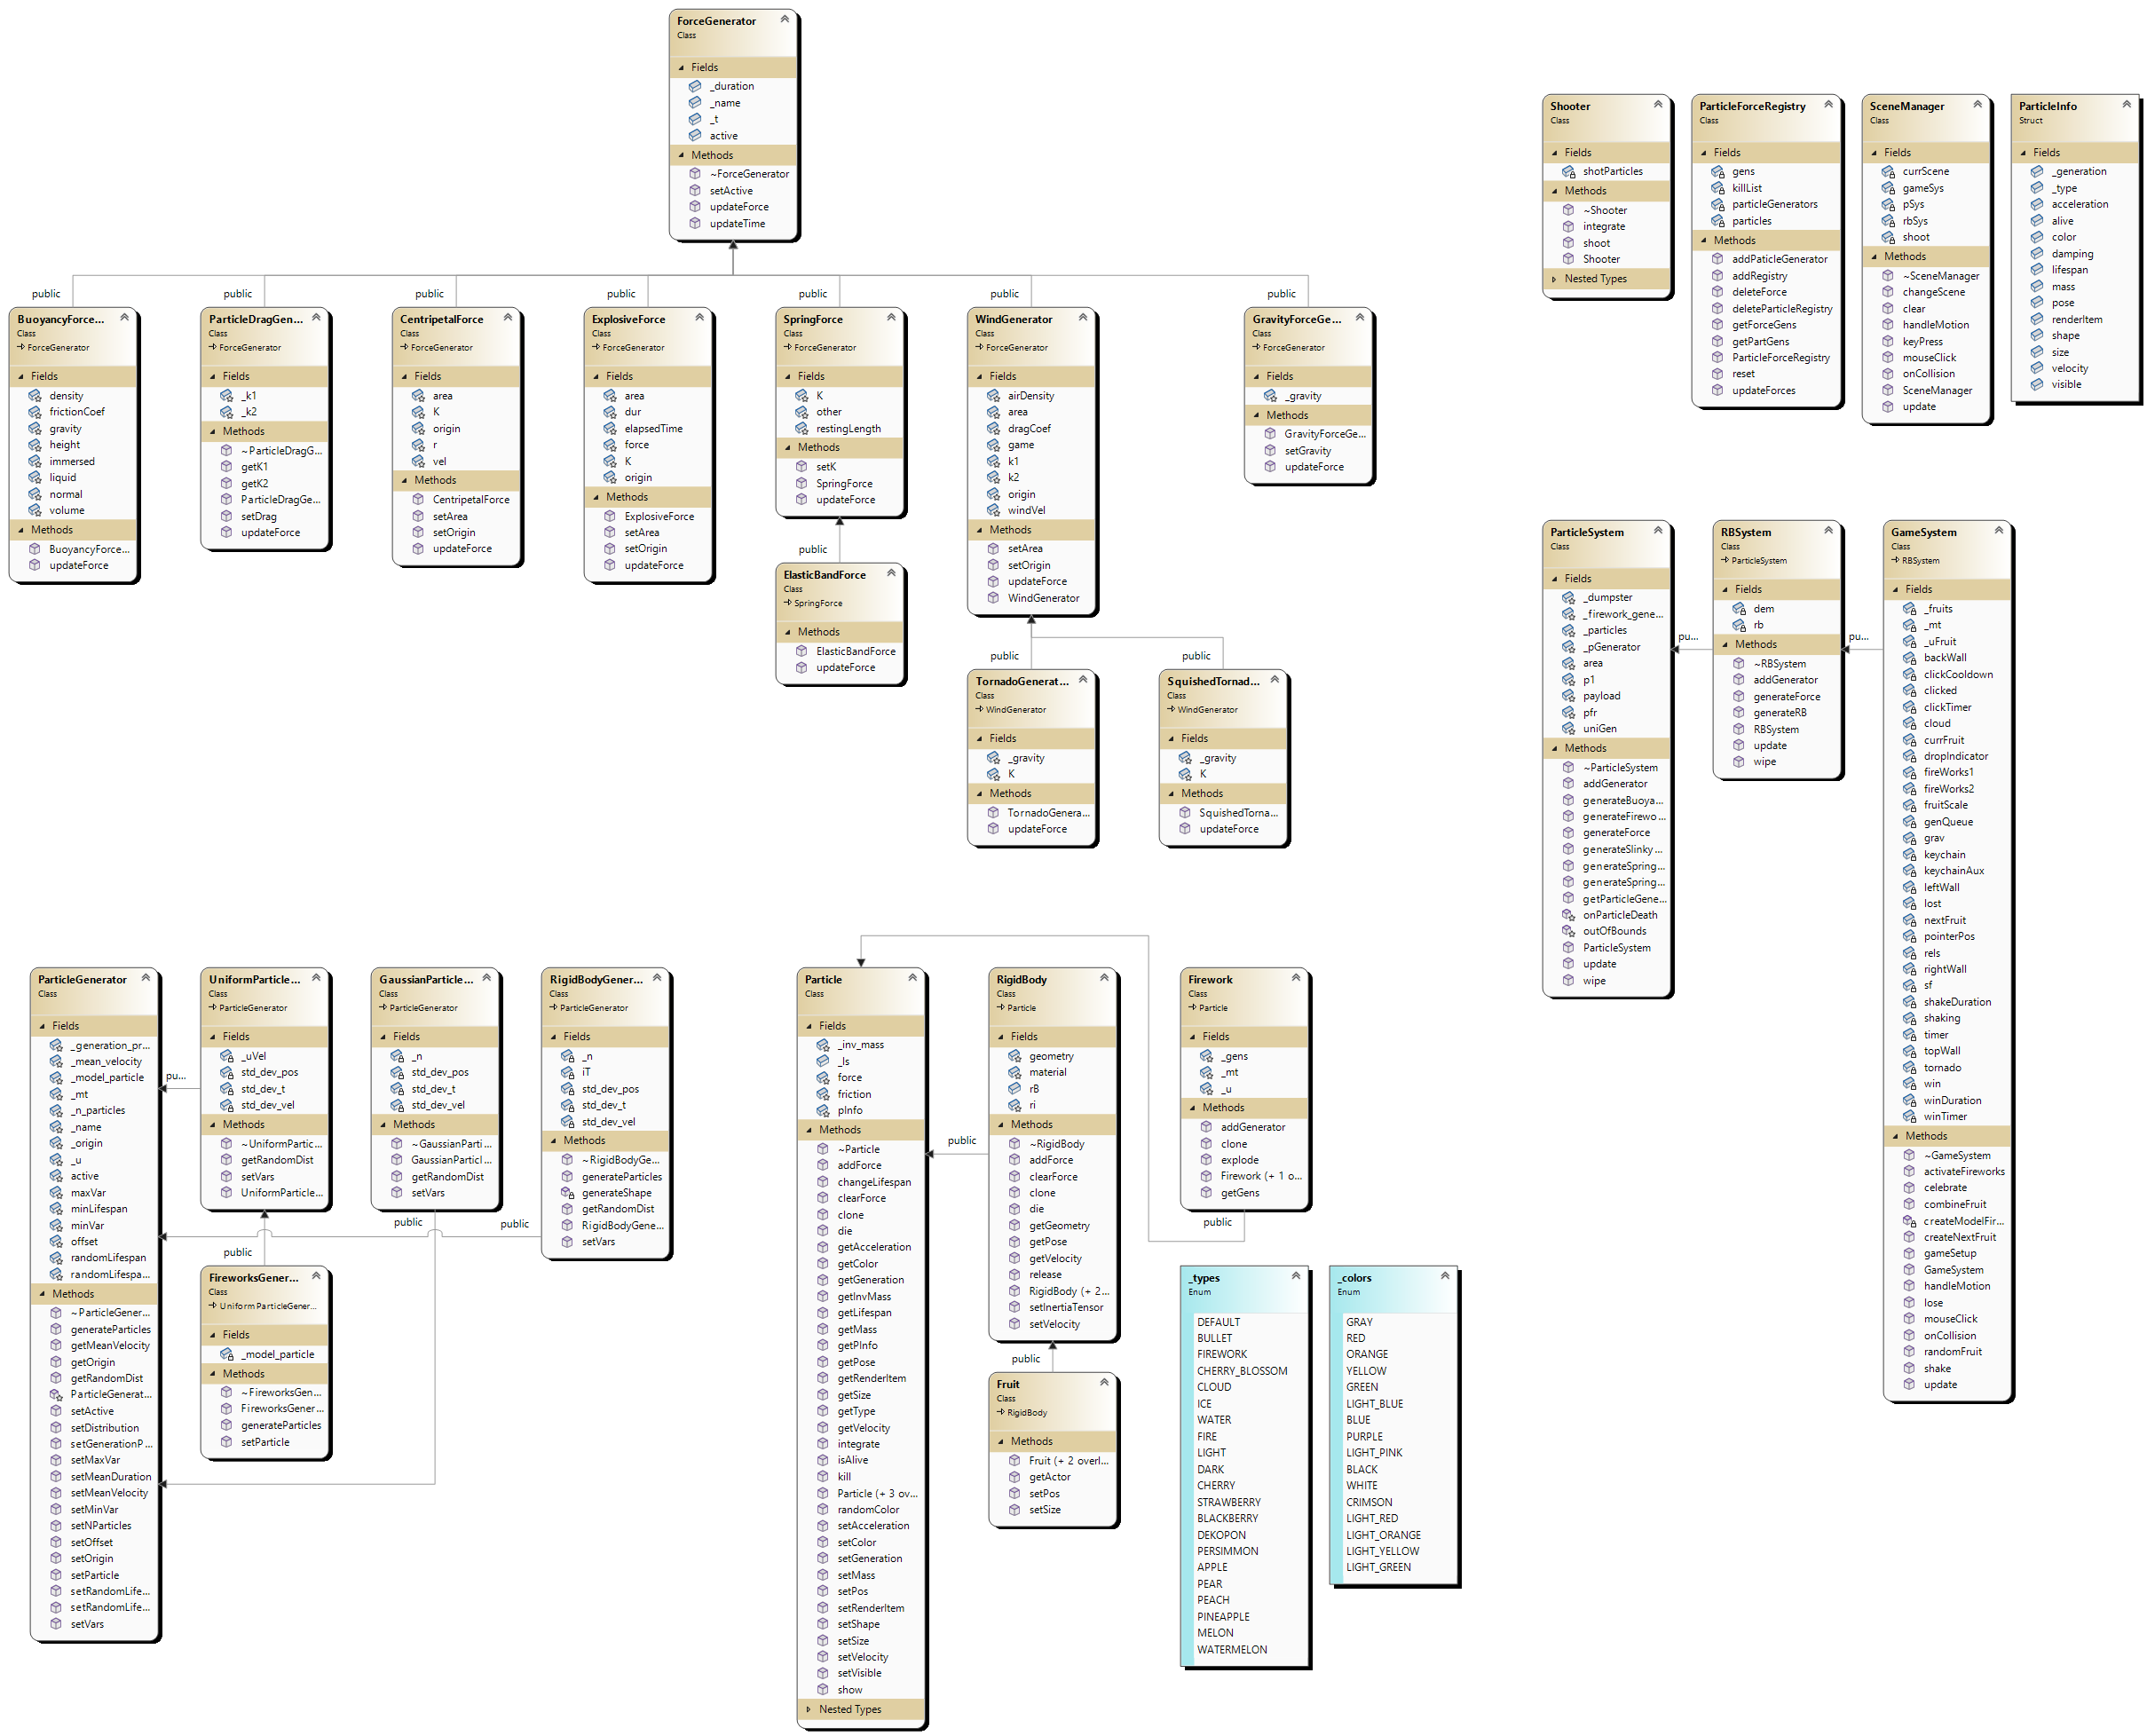 ForceGenerator
Class
Fields
_duration
_name
_t
active
Methods
~ForceGenerator
setActive
updateForce
updateTime
public
public
public
public
public
public
public
BuoyancyForce...
Class
ForceGenerator
Fields
density
frictionCoef
gravity
height
immersed
liquid
normal
volume
Methods
BuoyancyForce...
updateForce
ParticleDragGen...
Class
ForceGenerator
Fields
_k1
_k2
Methods
~ParticleDragG...
getK1
getK2
ParticleDragGe...
setDrag
updateForce
CentripetalForce
Class
ForceGenerator
Fields
area
K
origin
r
vel
Methods
CentripetalForce
setArea
setOrigin
updateForce
ExplosiveForce
Class
ForceGenerator
Fields
area
dur
elapsedTime
force
K
origin
Methods
ExplosiveForce
setArea
setOrigin
updateForce
SpringForce
Class
ForceGenerator
Fields
K
other
restingLength
Methods
setK
SpringForce
updateForce
public
ElasticBandForce
Class
SpringForce
Methods
ElasticBandForce
updateForce
WindGenerator
Class
ForceGenerator
Fields
airDensity
area
dragCoef
game
k1
k2
origin
windVel
Methods
setArea
setOrigin
updateForce
WindGenerator
public
public
TornadoGenerat...
Class
WindGenerator
Fields
_gravity
K
Methods
TornadoGenera...
updateForce
SquishedTornad...
Class
WindGenerator
Fields
_gravity
K
Methods
SquishedTorna...
updateForce
GravityForceGe...
Class
ForceGenerator
Fields
_gravity
Methods
GravityForceGe...
setGravity
updateForce
Shooter
Class
Fields
shotParticles
Methods
~Shooter
integrate
shoot
Shooter
Nested Types
ParticleForceRegistry
Class
Fields
gens
killList
particleGenerators
particles
Methods
addPaticleGenerator
addRegistry
deleteForce
deleteParticleRegistry
getForceGens
getPartGens
ParticleForceRegistry
reset
updateForces
SceneManager
Class
Fields
currScene
gameSys
pSys
rbSys
shoot
Methods
~SceneManager
changeScene
clear
handleMotion
keyPress
mouseClick
onCollision
SceneManager
update
ParticleInfo
Struct
Fields
_generation
_type
acceleration
alive
color
damping
lifespan
mass
pose
renderItem
shape
size
velocity
visible
ParticleSystem
Class
Fields
_dumpster
_firework_gene...
_particles
_pGenerator
area
p1
payload
pfr
uniGen
Methods
~ParticleSystem
addGenerator
generateBuoya...
generateFirewo...
generateForce
generateSlinky...
generateSpring...
generateSpring...
getParticleGene...
onParticleDeath
outOfBounds
ParticleSystem
update
wipe
pu...
RBSystem
Class
ParticleSystem
Fields
dem
rb
Methods
~RBSystem
addGenerator
generateForce
generateRB
RBSystem
update
wipe
pu...
GameSystem
Class
RBSystem
Fields
_fruits
_mt
_uFruit
backWall
clickCooldown
clicked
clickTimer
cloud
currFruit
dropIndicator
fireWorks1
fireWorks2
fruitScale
genQueue
grav
keychain
keychainAux
leftWall
lost
nextFruit
pointerPos
rels
rightWall
sf
shakeDuration
shaking
timer
topWall
tornado
win
winDuration
winTimer
Methods
~GameSystem
activateFireworks
celebrate
combineFruit
createModelFir...
createNextFruit
gameSetup
GameSystem
handleMotion
lose
mouseClick
onCollision
randomFruit
shake
update
ParticleGenerator
Class
Fields
_generation_pr...
_mean_velocity
_model_particle
_mt
_n_particles
_name
_origin
_u
active
maxVar
minLifespan
minVar
offset
randomLifespan
randomLifespa...
Methods
~ParticleGener...
generateParticles
getMeanVelocity
getOrigin
getRandomDist
ParticleGenerat...
setActive
setDistribution
setGenerationP...
setMaxVar
setMeanDuration
setMeanVelocity
setMinVar
setNParticles
setOffset
setOrigin
setParticle
setRandomLife...
setRandomLife...
setVars
pu...
UniformParticle...
Class
ParticleGenerator
Fields
_uVel
std_dev_pos
std_dev_t
std_dev_vel
Methods
~UniformPartic...
getRandomDist
setVars
UniformParticle...
public
FireworksGener...
Class
UniformParticleGener...
Fields
_model_particle
Methods
~FireworksGen...
FireworksGener...
generateParticles
setParticle
GaussianParticle...
Class
ParticleGenerator
Fields
_n
std_dev_pos
std_dev_t
std_dev_vel
Methods
~GaussianParti...
GaussianParticl...
getRandomDist
setVars
public
RigidBodyGener...
Class
ParticleGenerator
Fields
_n
iT
std_dev_pos
std_dev_t
std_dev_vel
Methods
~RigidBodyGe...
generateParticles
generateShape
getRandomDist
RigidBodyGene...
setVars
public
Particle
Class
Fields
_inv_mass
_ls
force
friction
pInfo
Methods
~Particle
addForce
changeLifespan
clearForce
clone
die
getAcceleration
getColor
getGeneration
getInvMass
getLifespan
getMass
getPInfo
getPose
getRenderItem
getSize
getType
getVelocity
integrate
isAlive
kill
Particle (+ 3 ov...
randomColor
setAcceleration
setColor
setGeneration
setMass
setPos
setRenderItem
setShape
setSize
setVelocity
setVisible
show
Nested Types
public
RigidBody
Class
Particle
Fields
geometry
material
rB
ri
Methods
~RigidBody
addForce
clearForce
clone
die
getGeometry
getPose
getVelocity
release
RigidBody (+ 2...
setInertiaTensor
setVelocity
public
Fruit
Class
RigidBody
Methods
Fruit (+ 2 overl...
getActor
setPos
setSize
Firework
Class
Particle
Fields
_gens
_mt
_u
Methods
addGenerator
clone
explode
Firework (+ 1 o...
getGens
public
_types
Enum
DEFAULT
BULLET
FIREWORK
CHERRY_BLOSSOM
CLOUD
ICE
WATER
FIRE
LIGHT
DARK
CHERRY
STRAWBERRY
BLACKBERRY
DEKOPON
PERSIMMON
APPLE
PEAR
PEACH
PINEAPPLE
MELON
WATERMELON
_colors
Enum
GRAY
RED
ORANGE
YELLOW
GREEN
LIGHT_BLUE
BLUE
PURPLE
LIGHT_PINK
BLACK
WHITE
CRIMSON
LIGHT_RED
LIGHT_ORANGE
LIGHT_YELLOW
LIGHT_GREEN